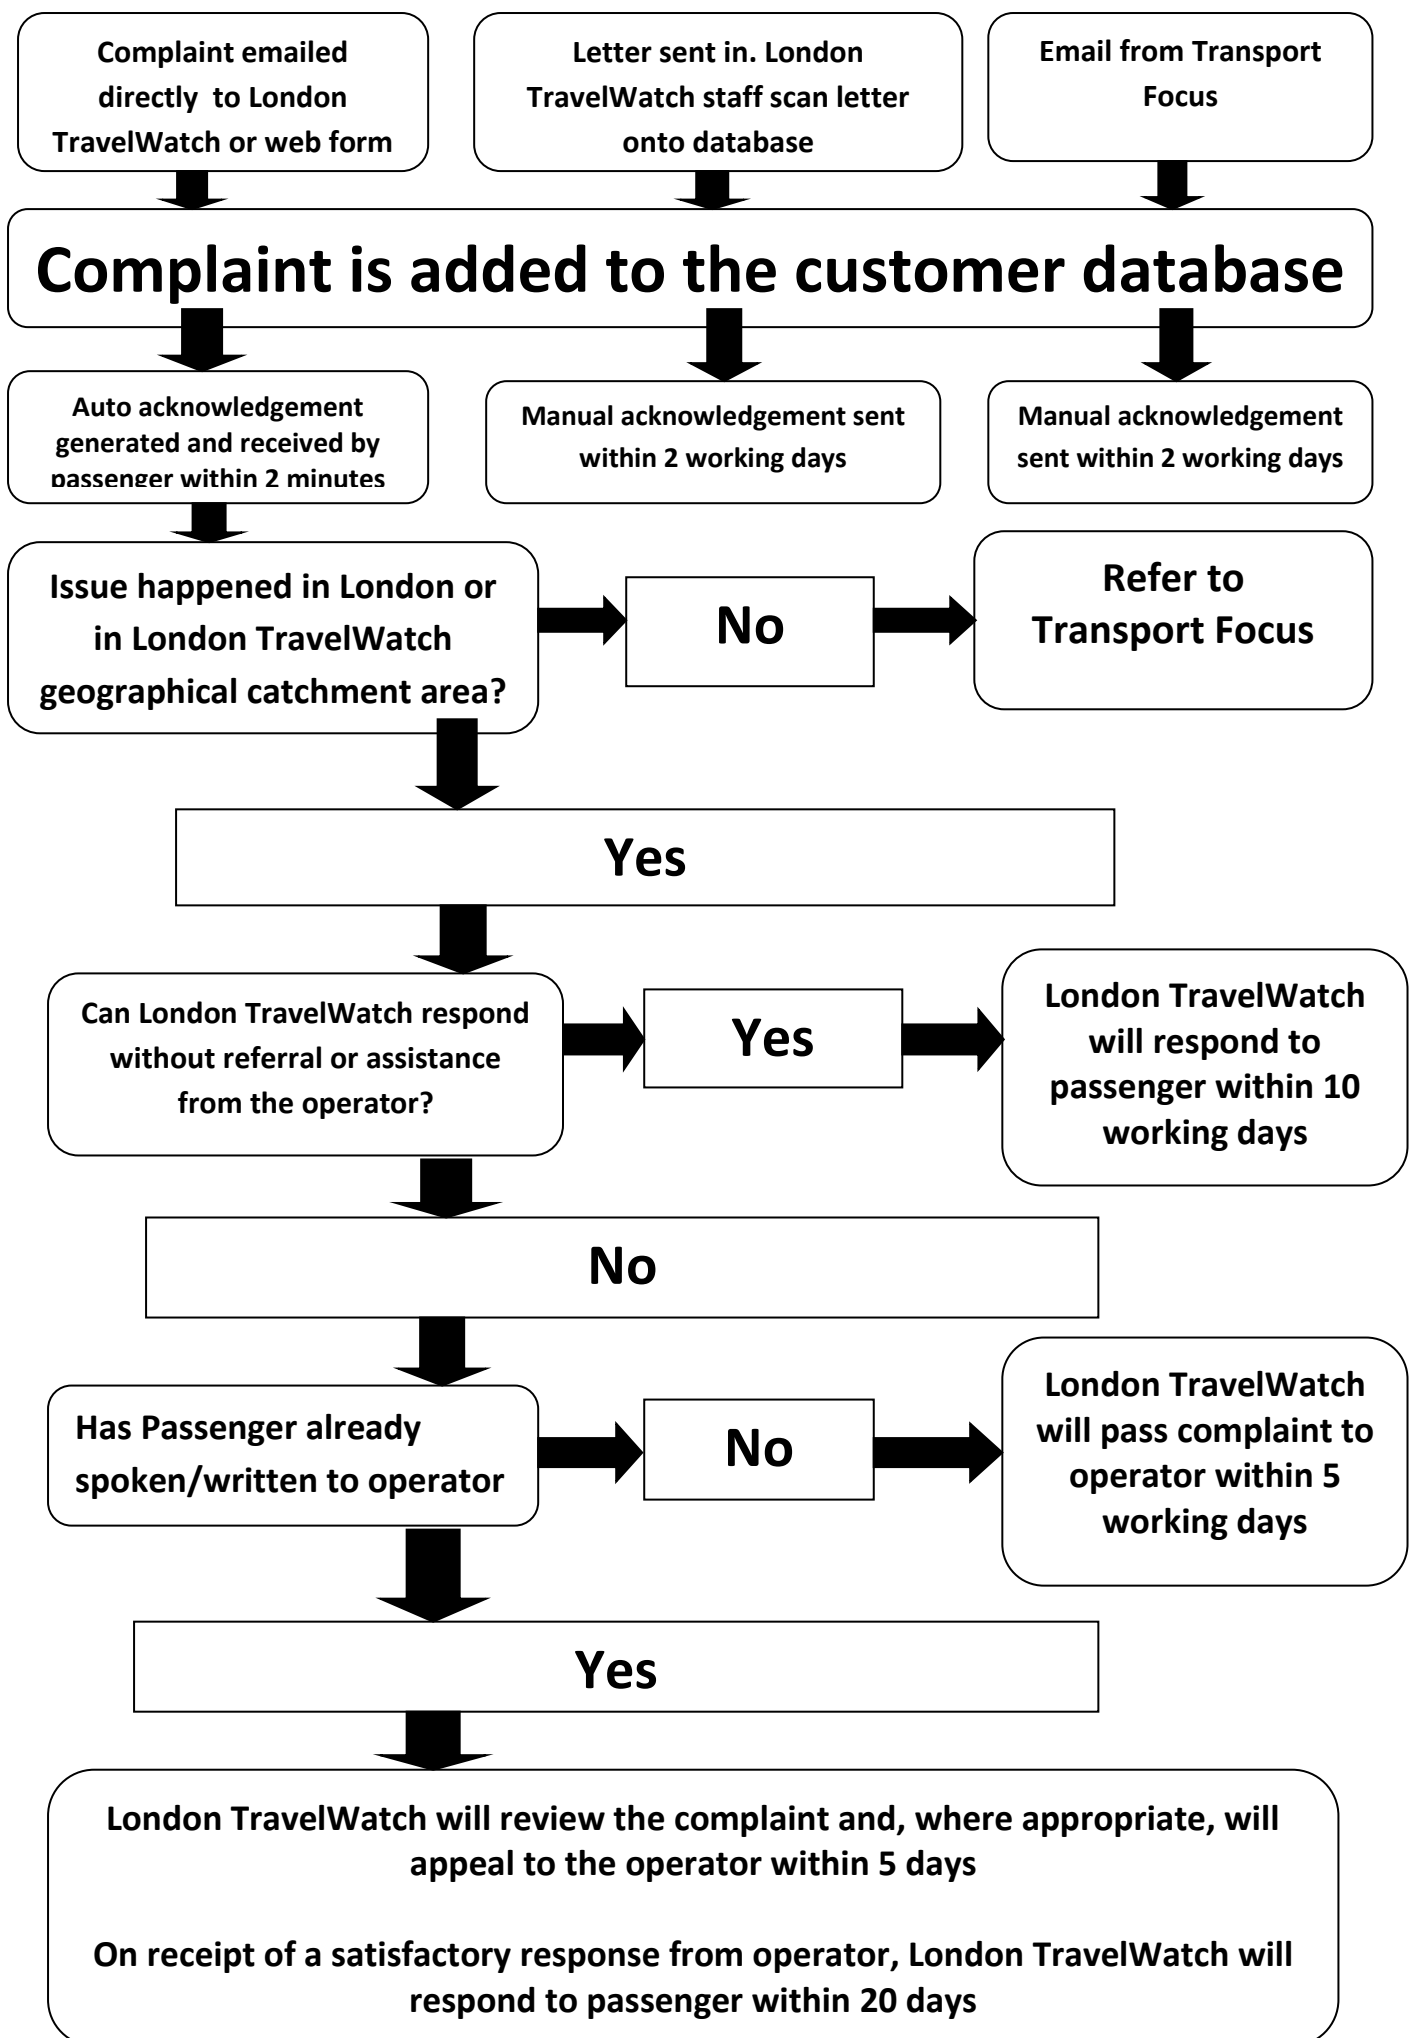 Complaint emailed
directly  to London
TravelWatch or web form
Letter sent in. London
TravelWatch staff scan letter
onto database
Email from Transport
Focus
Complaint is added to the customer database
Auto acknowledgement
generated and received by
passenger within 2 minutes
Manual acknowledgement sent
within 2 working days
Manual acknowledgement
sent within 2 working days
Issue happened in London or
in London TravelWatch
geographical catchment area?
No
Refer to
Transport Focus
Yes
Can London TravelWatch respond
without referral or assistance
from the operator?
Yes
London TravelWatch
will respond to
passenger within 10
working days
No
Has Passenger already
spoken/written to operator
No
London TravelWatch
will pass complaint to
operator within 5
working days
Yes
London TravelWatch will review the complaint and, where appropriate, will
appeal to the operator within 5 days
On receipt of a satisfactory response from operator, London TravelWatch will
respond to passenger within 20 days